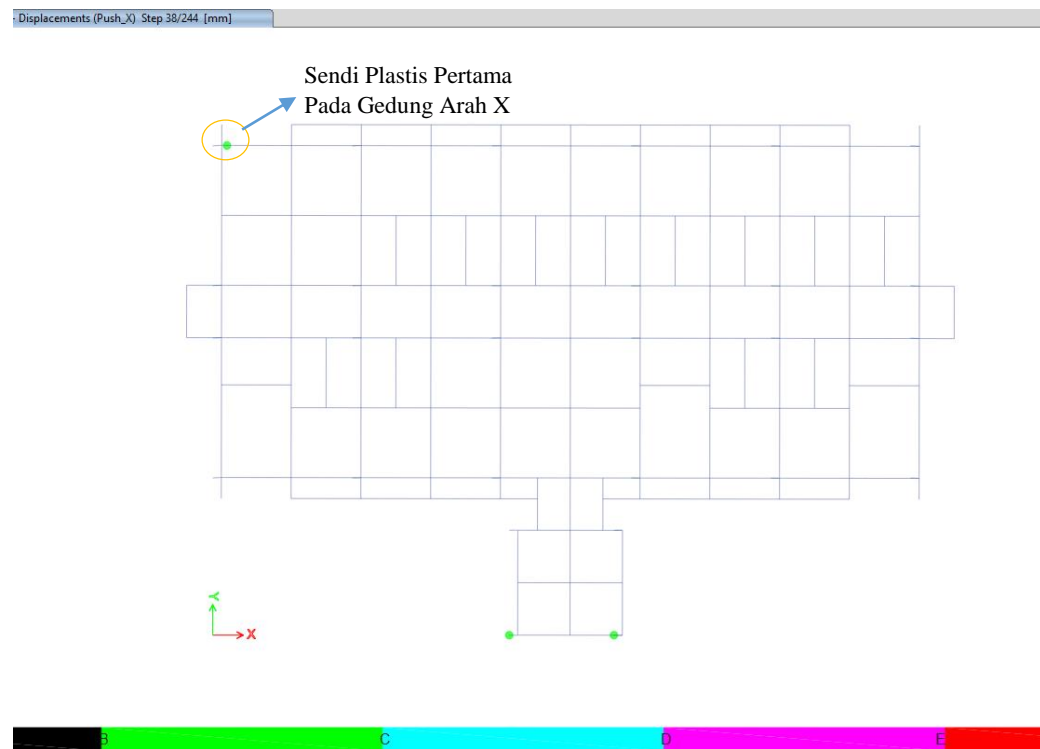 - Displacements (Push_X) Step 38/244 [mm]
Sendi Plastis Pertama
Pada Gedung Arah X
Y
X
B C D E